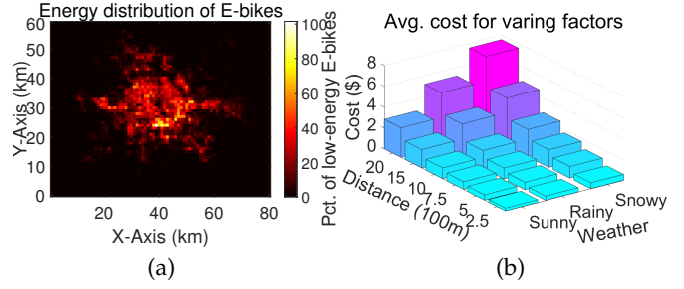 Energy distribution of E-bikes
60
50
40
30
20
10
0
Y-Axis (km)
20 40 60 80
X-Axis (km)
100
80
60
40
20
0
Pct. of low-energy E-bikes
(a)
Avg. cost for varing factors
8
6
4
2
0
Cost ($)
20
15
10
7.5
5
2.5
Distance (100m)
Sunny
Rainy
Snowy
Weather
(b)